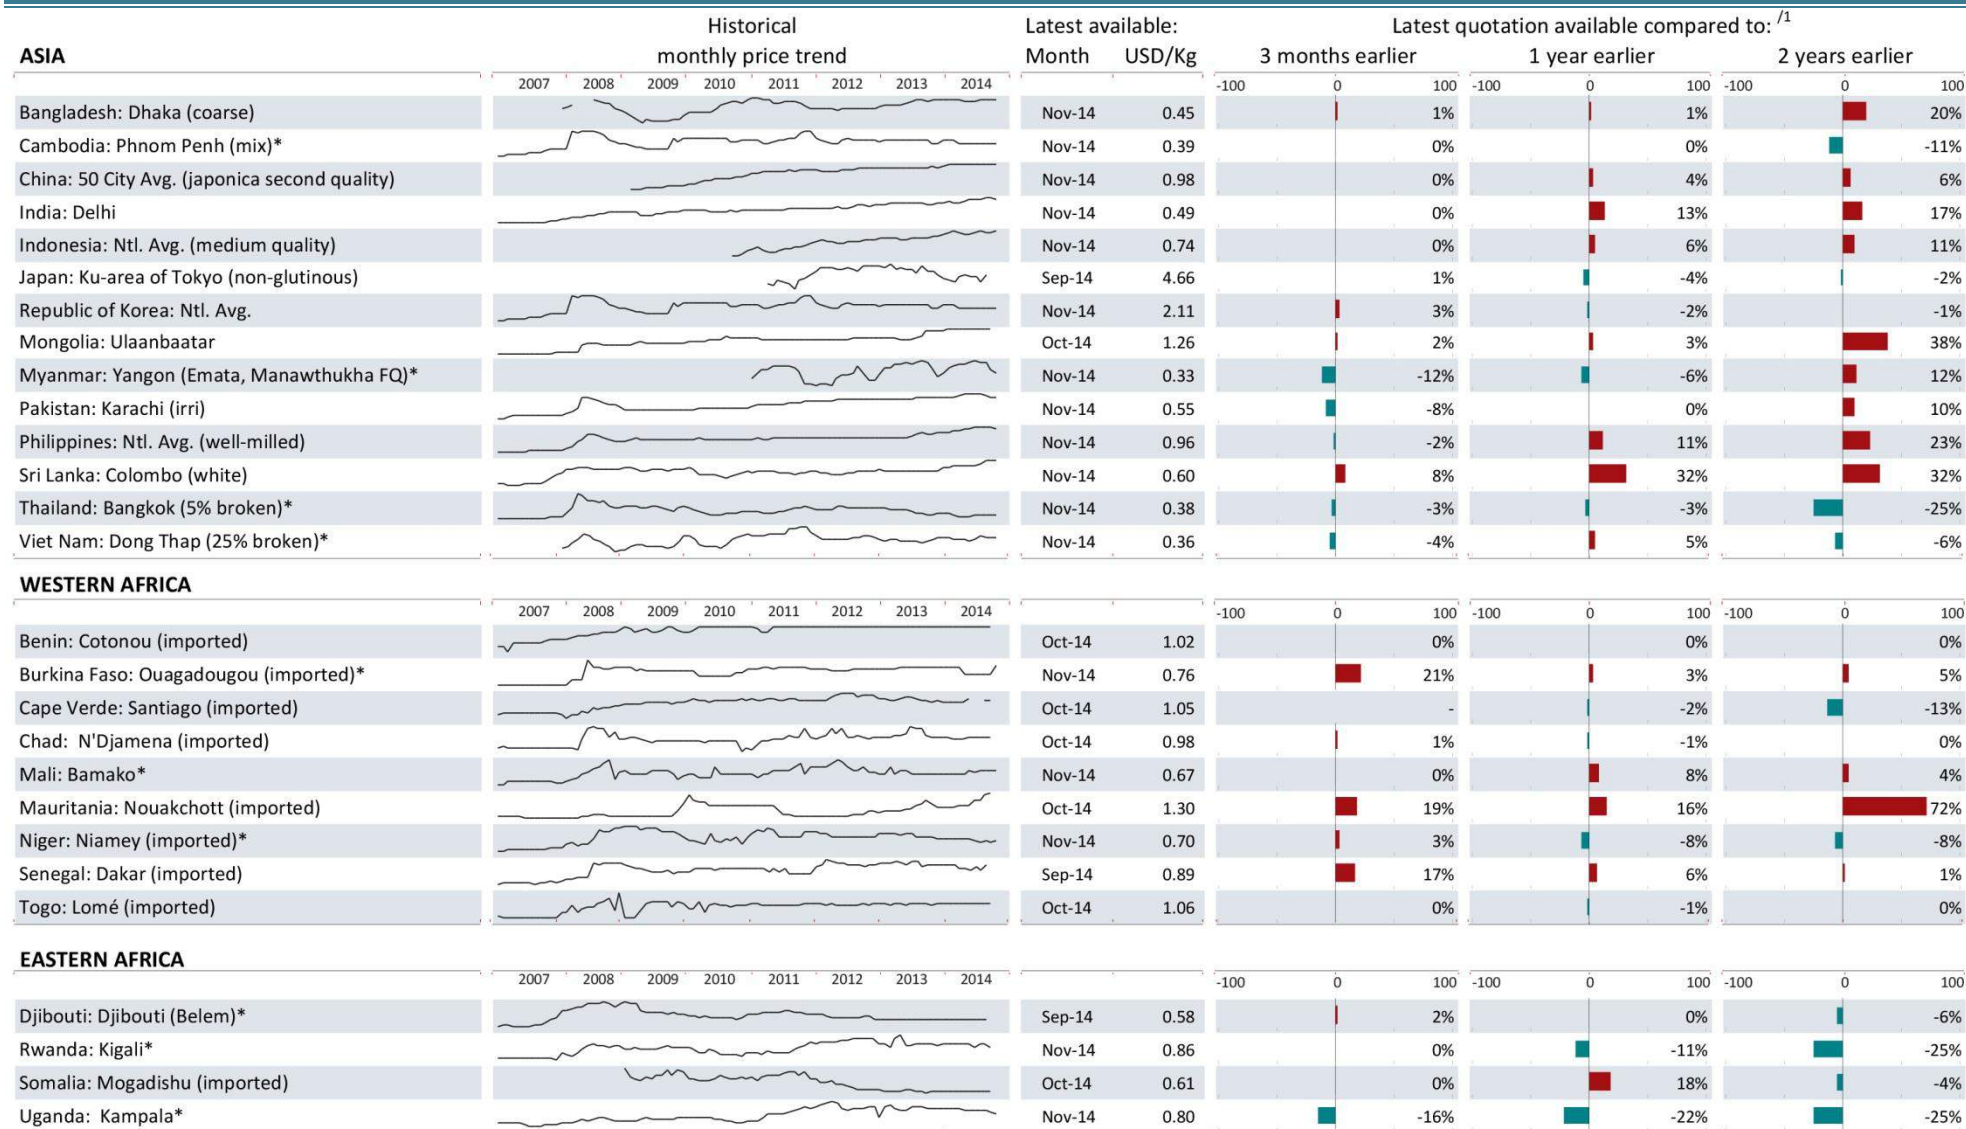 Historical Latest available: Latest quotation available compared to: /1
ASIA monthly price trend Month USD/Kg 3 months earlier 1 year earlier 2 years earlier
2007 2008 2009 2010 2011 2012 2013 2014 -100 0 100 -100 0 100 -100 0 100
Bangladesh: Dhaka (coarse) Nov-14 0.45 1% 1% 20%
Cambodia: Phnom Penh (mix)* Nov-14 0.39 0% 0% -11%
China: 50 City Avg. (japonica second quality) Nov-14 0.98 0% 4% 6%
India: Delhi Nov-14 0.49 0% 13% 17%
Indonesia: Ntl. Avg. (medium quality) Nov-14 0.74 0% 6% 11%
Japan: Ku-area of Tokyo (non-glutinous) Sep-14 4.66 1% -4% -2%
Republic of Korea: Ntl. Avg. Nov-14 2.11 3% -2% -1%
Mongolia: Ulaanbaatar Oct-14 1.26 2% 3% 38%
Myanmar: Yangon (Emata, Manawthukha FQ)* Nov-14 0.33 -12% -6% 12%
Pakistan: Karachi (irri) Nov-14 0.55 -8% 0% 10%
Philippines: Ntl. Avg. (well-milled) Nov-14 0.96 -2% 11% 23%
Sri Lanka: Colombo (white) Nov-14 0.60 8% 32% 32%
Thailand: Bangkok (5% broken)* Nov-14 0.38 -3% -3% -25%
Viet Nam: Dong Thap (25% broken)* Nov-14 0.36 -4% 5% -6%
WESTERN AFRICA
2007 2008 2009 2010 2011 2012 2013 2014 -100 0 100 -100 0 100 -100 0 100
Benin: Cotonou (imported) Oct-14 1.02 0% 0% 0%
Burkina Faso: Ouagadougou (imported)* Nov-14 0.76 21% 3% 5%
Cape Verde: Santiago (imported) Oct-14 1.05 - -2% -13%
Chad: N'Djamena (imported) Oct-14 0.98 1% -1% 0%
Mali: Bamako* Nov-14 0.67 0% 8% 4%
Mauritania: Nouakchott (imported) Oct-14 1.30 19% 16% 72%
Niger: Niamey (imported)* Nov-14 0.70 3% -8% -8%
Senegal: Dakar (imported) Sep-14 0.89 17% 6% 1%
Togo: Lomé (imported) Oct-14 1.06 0% -1% 0%
EASTERN AFRICA
2007 2008 2009 2010 2011 2012 2013 2014 -100 0 100 -100 0 100 -100 0 100
Djibouti: Djibouti (Belem)* Sep-14 0.58 2% 0% -6%
Rwanda: Kigali* Nov-14 0.86 0% -11% -25%
Somalia: Mogadishu (imported) Oct-14 0.61 0% 18% -4%
Uganda: Kampala* Nov-14 0.80 -16% -22% -25%